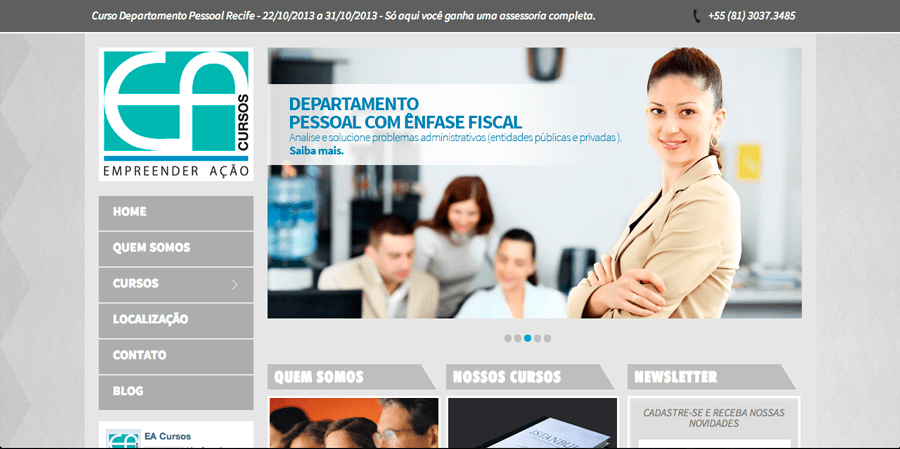 Curso Departamento Pessoal Recife - 22/10/2013 a 31/10/2013 - Só aqui você ganha uma assessoria completa.
+55 (81) 3037.3485
EA
CURSOS
EMPREENDER AÇÃO
DEPARTAMENTO
PESSOAL COM ÊNFASE FISCAL
Analise e solucione problemas administrativos (entidades públicas e privadas ).
Saiba mais.
HOME
QUEM SOMOS
CURSOS
LOCALIZAÇÃO
CONTATO
BLOG
QUEM SOMOS
NOSSOS CURSOS
NEWSLETTER
EA Cursos
ISTANBUL
CADASTRE-SE E RECEBA NOSSAS
NOVIDADES